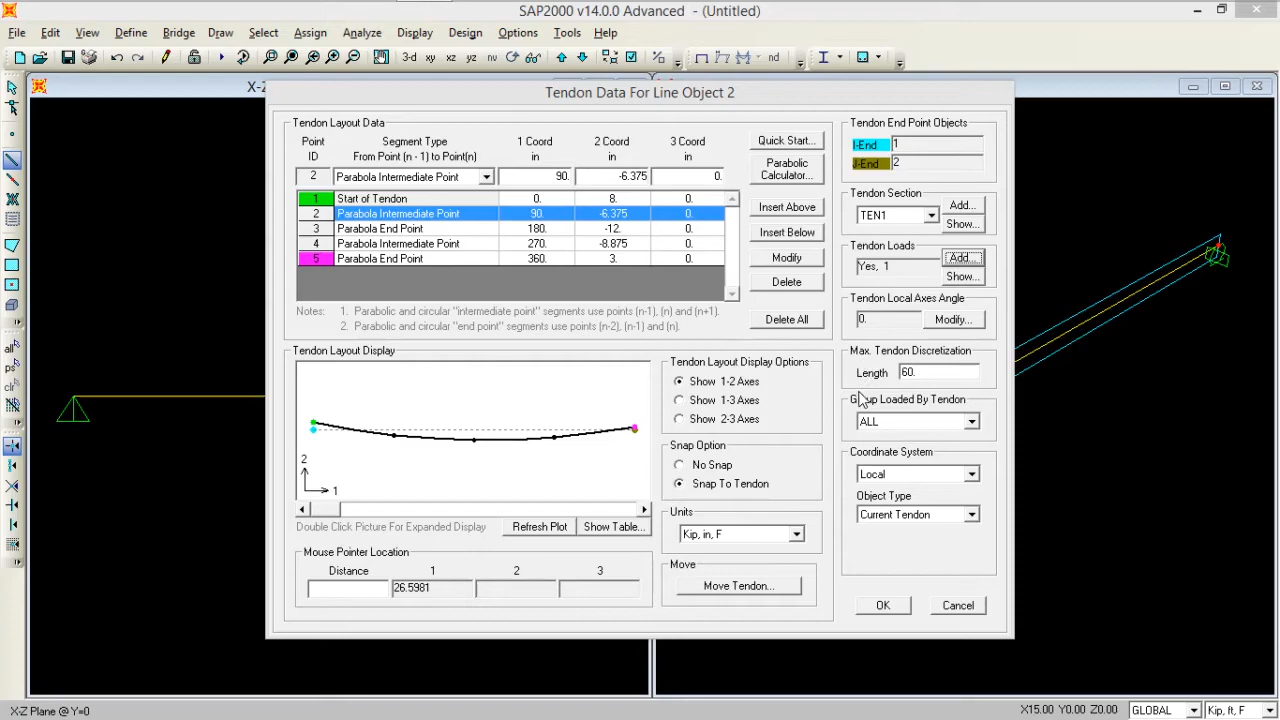 SAP2000 v14.0.0 Advanced - (Untitled)
File Edit View Define Bridge Draw Select Assign Analyze Display Design Options Tools Help
3-d xy xz yz nv nd
X-Z
Tendon Data For Line Object 2
Tendon Layout Data
Point ID
Segment Type From Point (n - 1) to Point(n)
1 Coord in
2 Coord in
3 Coord in
2 Parabola Intermediate Point 90. -6.375 0.
1 Start of Tendon 0. 8. 0.
2 Parabola Intermediate Point 90. -6.375 0.
3 Parabola End Point 180. -12. 0.
4 Parabola Intermediate Point 270. -8.875 0.
5 Parabola End Point 360. 3. 0.
Notes: 1. Parabolic and circular "intermediate point" segments use points (n-1), (n) and (n+1).
2. Parabolic and circular "end point" segments use points (n-2), (n-1) and (n).
Quick Start...
Parabolic Calculator...
Insert Above
Insert Below
Modify
Delete
Delete All
Tendon Layout Display
2
1
Double Click Picture For Expanded Display
Refresh Plot
Show Table...
Mouse Pointer Location
Distance 1 2 3
26.5981
Tendon Layout Display Options
Show 1-2 Axes
Show 1-3 Axes
Show 2-3 Axes
Snap Option
No Snap
Snap To Tendon
Units
Kip, in, F
Move
Move Tendon...
Tendon End Point Objects
I-End 1
J-End 2
Tendon Section
TEN1
Add...
Show...
Tendon Loads
Yes, 1
Add...
Show...
Tendon Local Axes Angle
0.
Modify...
Max. Tendon Discretization
Length 60.
Group Loaded By Tendon
ALL
Coordinate System
Local
Object Type
Current Tendon
OK
Cancel
all
ps
clr
X-Z Plane @ Y=0
X15.00 Y0.00 Z0.00
GLOBAL
Kip, ft, F